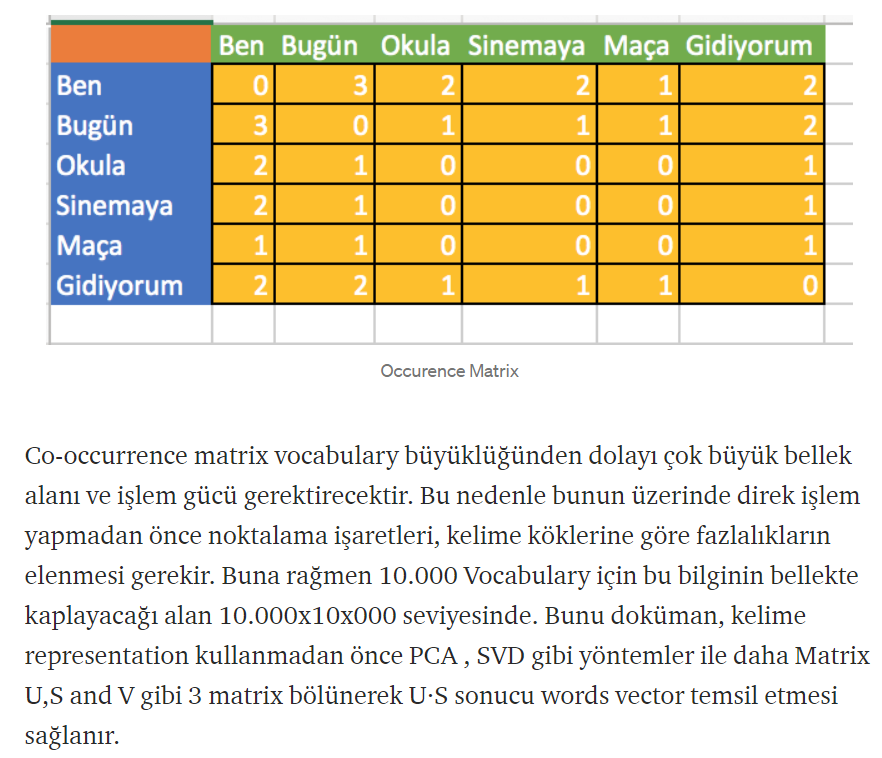 Ben Bugün Okula Sinemaya Maça Gidiyorum
Ben 0 3 2 2 1 2
Bugün 3 0 1 1 1 2
Okula 2 1 0 0 0 1
Sinemaya 2 1 0 0 0 1
Maça 1 1 0 0 0 1
Gidiyorum 2 2 1 1 1 0
Occurence Matrix
Co-occurrence matrix vocabulary büyüklüğünden dolayı çok büyük bellek
alanı ve işlem gücü gerektirecektir. Bu nedenle bunun üzerinde direk işlem
yapmadan önce noktalama işaretleri, kelime köklerine göre fazlalıkların
elenmesi gerekir. Buna rağmen 10.000 Vocabulary için bu bilginin bellekte
kaplayacağı alan 10.000x10x000 seviyesinde. Bunu doküman, kelime
representation kullanmadan önce PCA , SVD gibi yöntemler ile daha Matrix
U,S and V gibi 3 matrix bölünerek U·S sonucu words vector temsil etmesi
sağlanır.